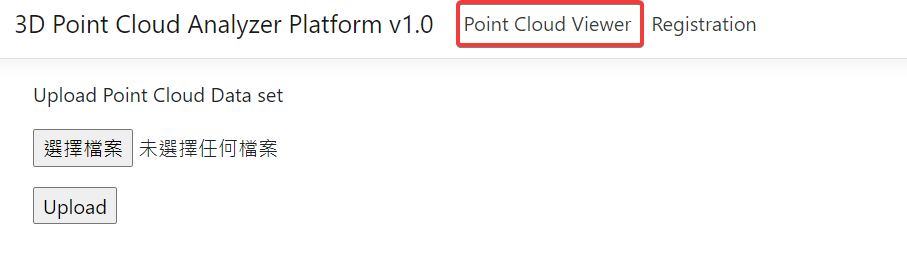 3D Point Cloud Analyzer Platform v1.0 Point Cloud Viewer Registration
Upload Point Cloud Data set
選擇檔案 未選擇任何檔案
Upload